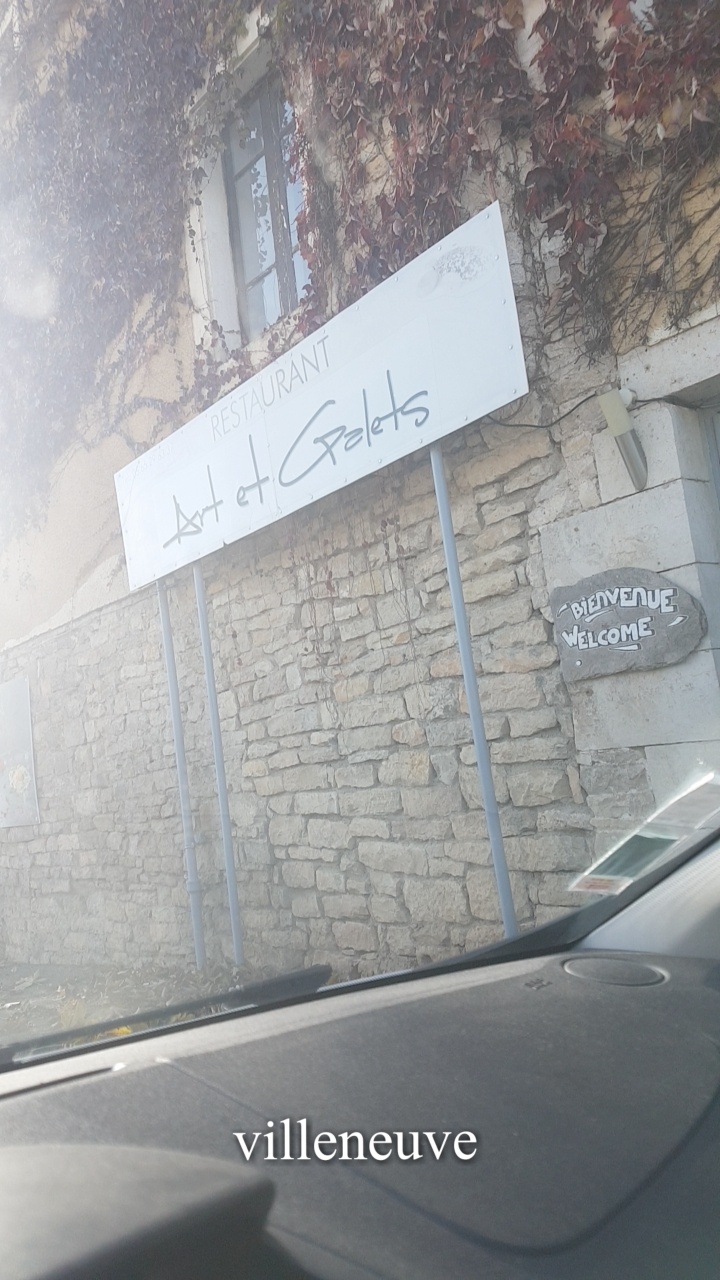 RESTAURANT
Art et Galets
BIENVENUE
WELCOME
villeneuve